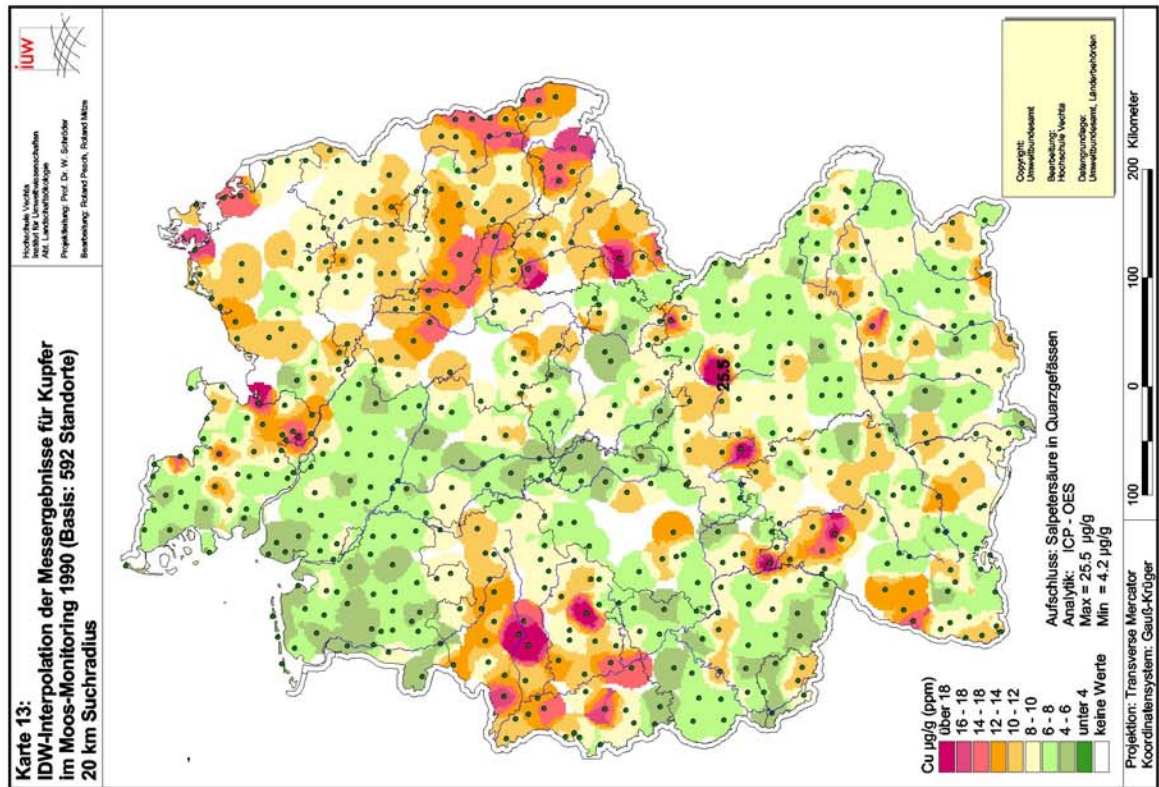 Karte 13:
IDW-Interpolation der Messergebnisse für Kupfer
im Moos-Monitoring 1990 (Basis: 592 Standorte)
20 km Suchradius
Hochschule Vechta
Institut für Umweltwissenschaften
Abt. Landschaftsökologie
Projektleitung: Prof. Dr. W. Schröder
Bearbeitung: Roland Pesch, Roland Mitze
iuw
25.5
Cu µg/g (ppm)
über 18
16 - 18
14 - 18
12 - 14
10 - 12
8 - 10
6 - 8
4 - 6
unter 4
keine Werte
Aufschluss: Salpetersäure in Quarzgefässen
Analytik: ICP - OES
Max = 25.5 µg/g
Min = 4.2 µg/g
Copyright:
Umweltbundesamt
Bearbeitung:
Hochschule Vechta
Datengrundlage:
Umweltbundesamt, Länderbehörden
Projektion: Transverse Mercator
Koordinatensystem: Gauß-Krüger
100 0 100 200 Kilometer